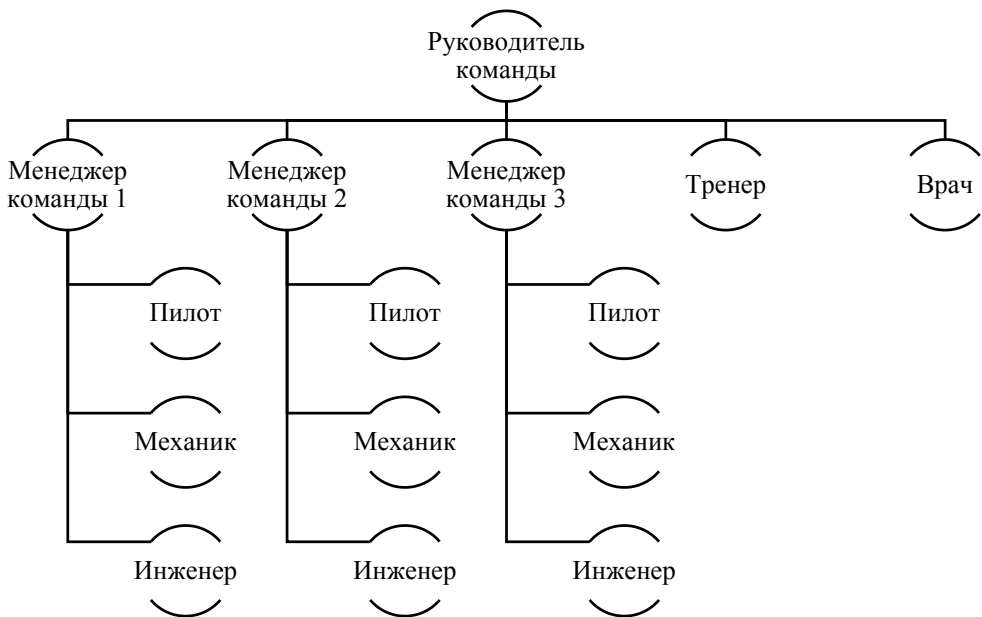 Руководитель
команды
Менеджер
команды 1
Менеджер
команды 2
Менеджер
команды 3
Тренер
Врач
Пилот
Пилот
Пилот
Механик
Механик
Механик
Инженер
Инженер
Инженер